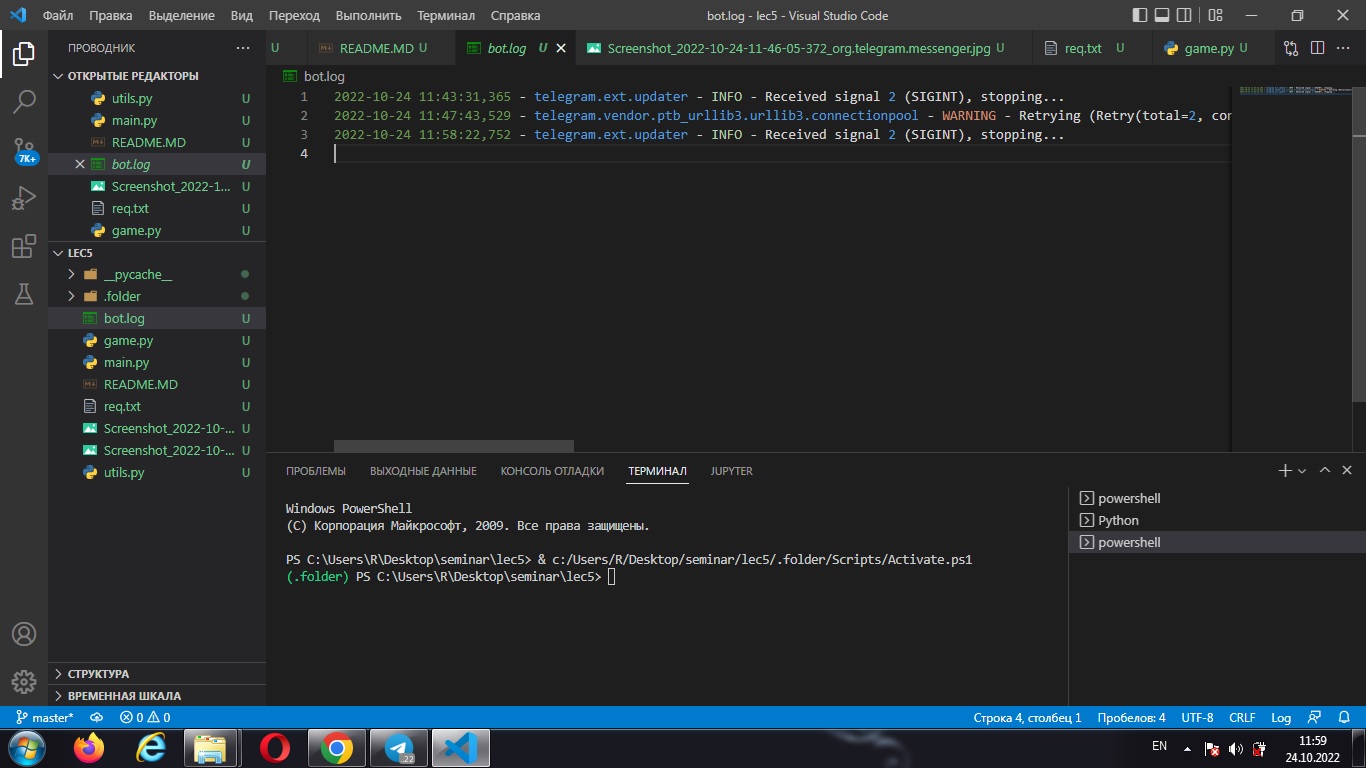 Файл Правка Выделение Вид Переход Выполнить Терминал Справка bot.log - lec5 - Visual Studio Code
ПРОВОДНИК
U README.MD U bot.log U Screenshot_2022-10-24-11-46-05-372_org.telegram.messenger.jpg U req.txt U game.py U
ОТКРЫТЫЕ РЕДАКТОРЫ
utils.py U
main.py U
README.MD U
bot.log U
Screenshot_2022-1... U
req.txt U
game.py U
LEC5
__pycache__
.folder
bot.log U
game.py U
main.py U
README.MD U
req.txt U
Screenshot_2022-10-... U
Screenshot_2022-10-... U
utils.py U
СТРУКТУРА
ВРЕМЕННАЯ ШКАЛА
7K+
bot.log
1 2022-10-24 11:43:31,365 - telegram.ext.updater - INFO - Received signal 2 (SIGINT), stopping...
2 2022-10-24 11:47:43,529 - telegram.vendor.ptb_urllib3.urllib3.connectionpool - WARNING - Retrying (Retry(total=2, con
3 2022-10-24 11:58:22,752 - telegram.ext.updater - INFO - Received signal 2 (SIGINT), stopping...
4
ПРОБЛЕМЫ ВЫХОДНЫЕ ДАННЫЕ КОНСОЛЬ ОТЛАДКИ ТЕРМИНАЛ JUPYTER
Windows PowerShell
(C) Корпорация Майкрософт, 2009. Все права защищены.
PS C:\Users\R\Desktop\seminar\lec5> & c:/Users/R/Desktop/seminar/lec5/.folder/Scripts/Activate.ps1
(.folder) PS C:\Users\R\Desktop\seminar\lec5>
powershell
Python
powershell
master* 0 0 Строка 4, столбец 1 Пробелов: 4 UTF-8 CRLF Log
22
EN 11:59
24.10.2022